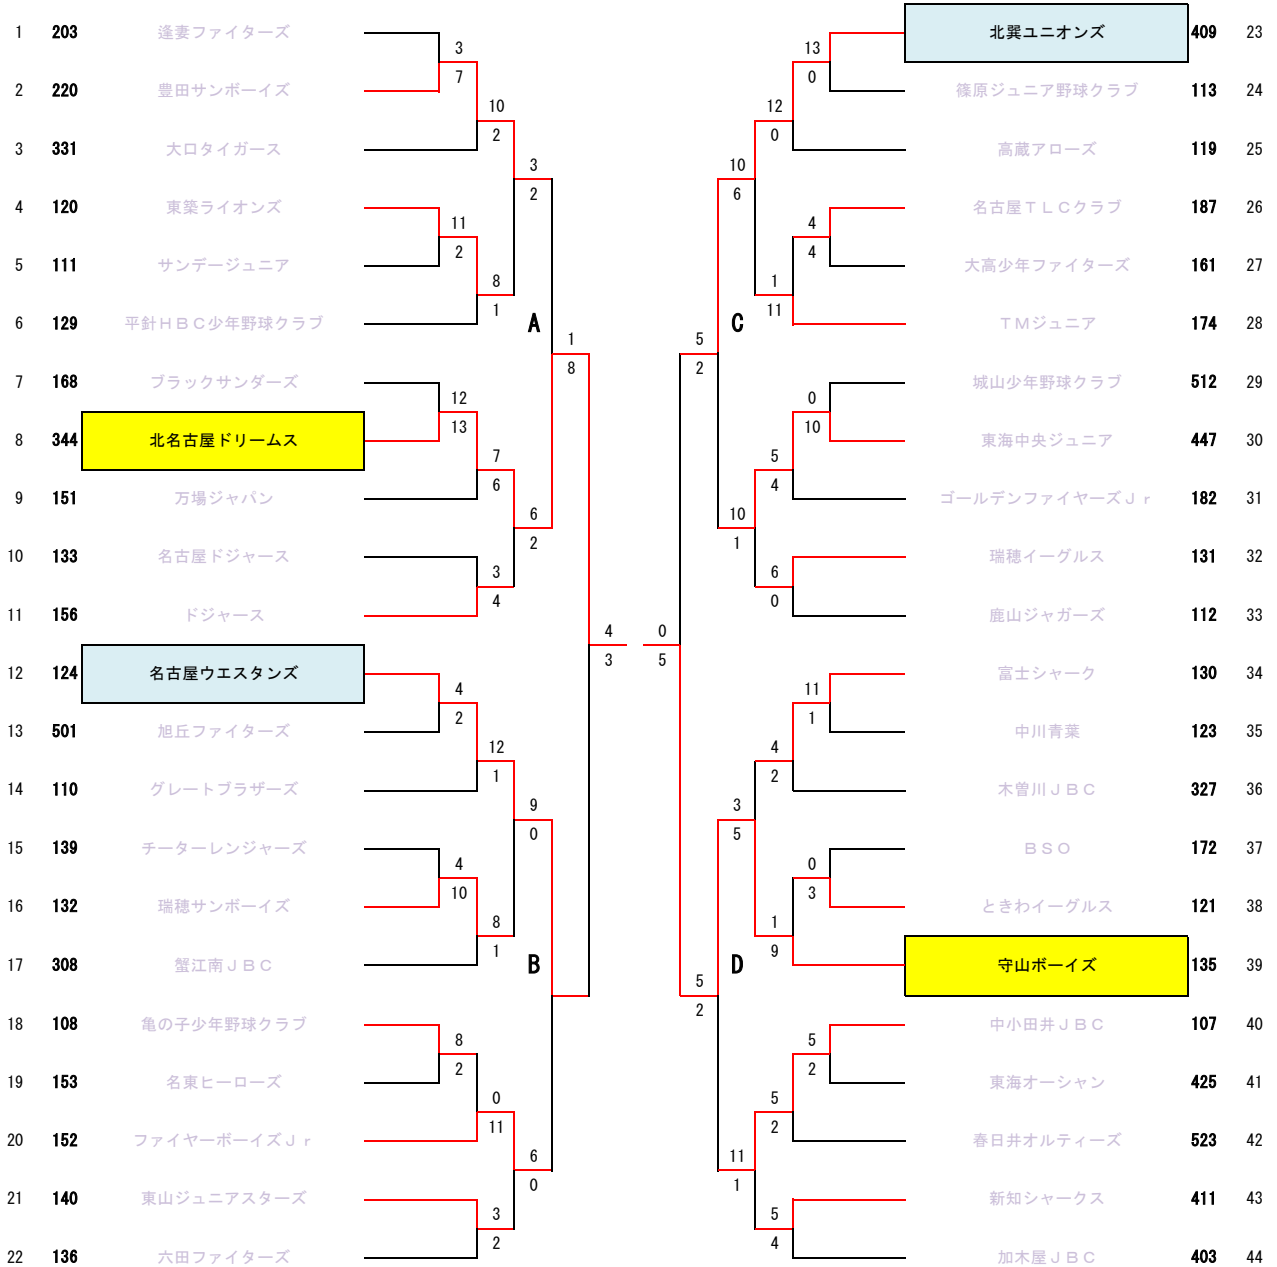 1 203 逢妻ファイターズ
2 220 豊田サンボーイズ
3 331 大口タイガース
4 120 東築ライオンズ
5 111 サンデージュニア
6 129 平針HBC少年野球クラブ
7 168 ブラックサンダーズ
8 344 北名古屋ドリームス
9 151 万場ジャパン
10 133 名古屋ドジャース
11 156 ドジャース
12 124 名古屋ウエスタンズ
13 501 旭丘ファイターズ
14 110 グレートブラザーズ
15 139 チーターレンジャーズ
16 132 瑞穂サンボーイズ
17 308 蟹江南JBC
18 108 亀の子少年野球クラブ
19 153 名東ヒーローズ
20 152 ファイヤーボーイズJr
21 140 東山ジュニアスターズ
22 136 六田ファイターズ
3
7
10
2
3
2
11
2
8
1
A
1
8
12
13
7
6
6
2
3
4
4
3
4
2
12
1
9
0
4
10
8
1
B
8
2
0
11
6
0
3
2
13
0
12
0
10
6
4
4
1
11
C
5
2
0
10
5
4
10
1
6
0
0
5
11
1
4
2
3
5
0
3
1
9
D
5
2
5
2
5
2
11
1
5
4
北巽ユニオンズ 409 23
篠原ジュニア野球クラブ 113 24
高蔵アローズ 119 25
名古屋TLCクラブ 187 26
大高少年ファイターズ 161 27
TMジュニア 174 28
城山少年野球クラブ 512 29
東海中央ジュニア 447 30
ゴールデンファイヤーズJr 182 31
瑞穂イーグルス 131 32
鹿山ジャガーズ 112 33
富士シャーク 130 34
中川青葉 123 35
木曽川JBC 327 36
BSO 172 37
ときわイーグルス 121 38
守山ボーイズ 135 39
中小田井JBC 107 40
東海オーシャン 425 41
春日井オルティーズ 523 42
新知シャークス 411 43
加木屋JBC 403 44